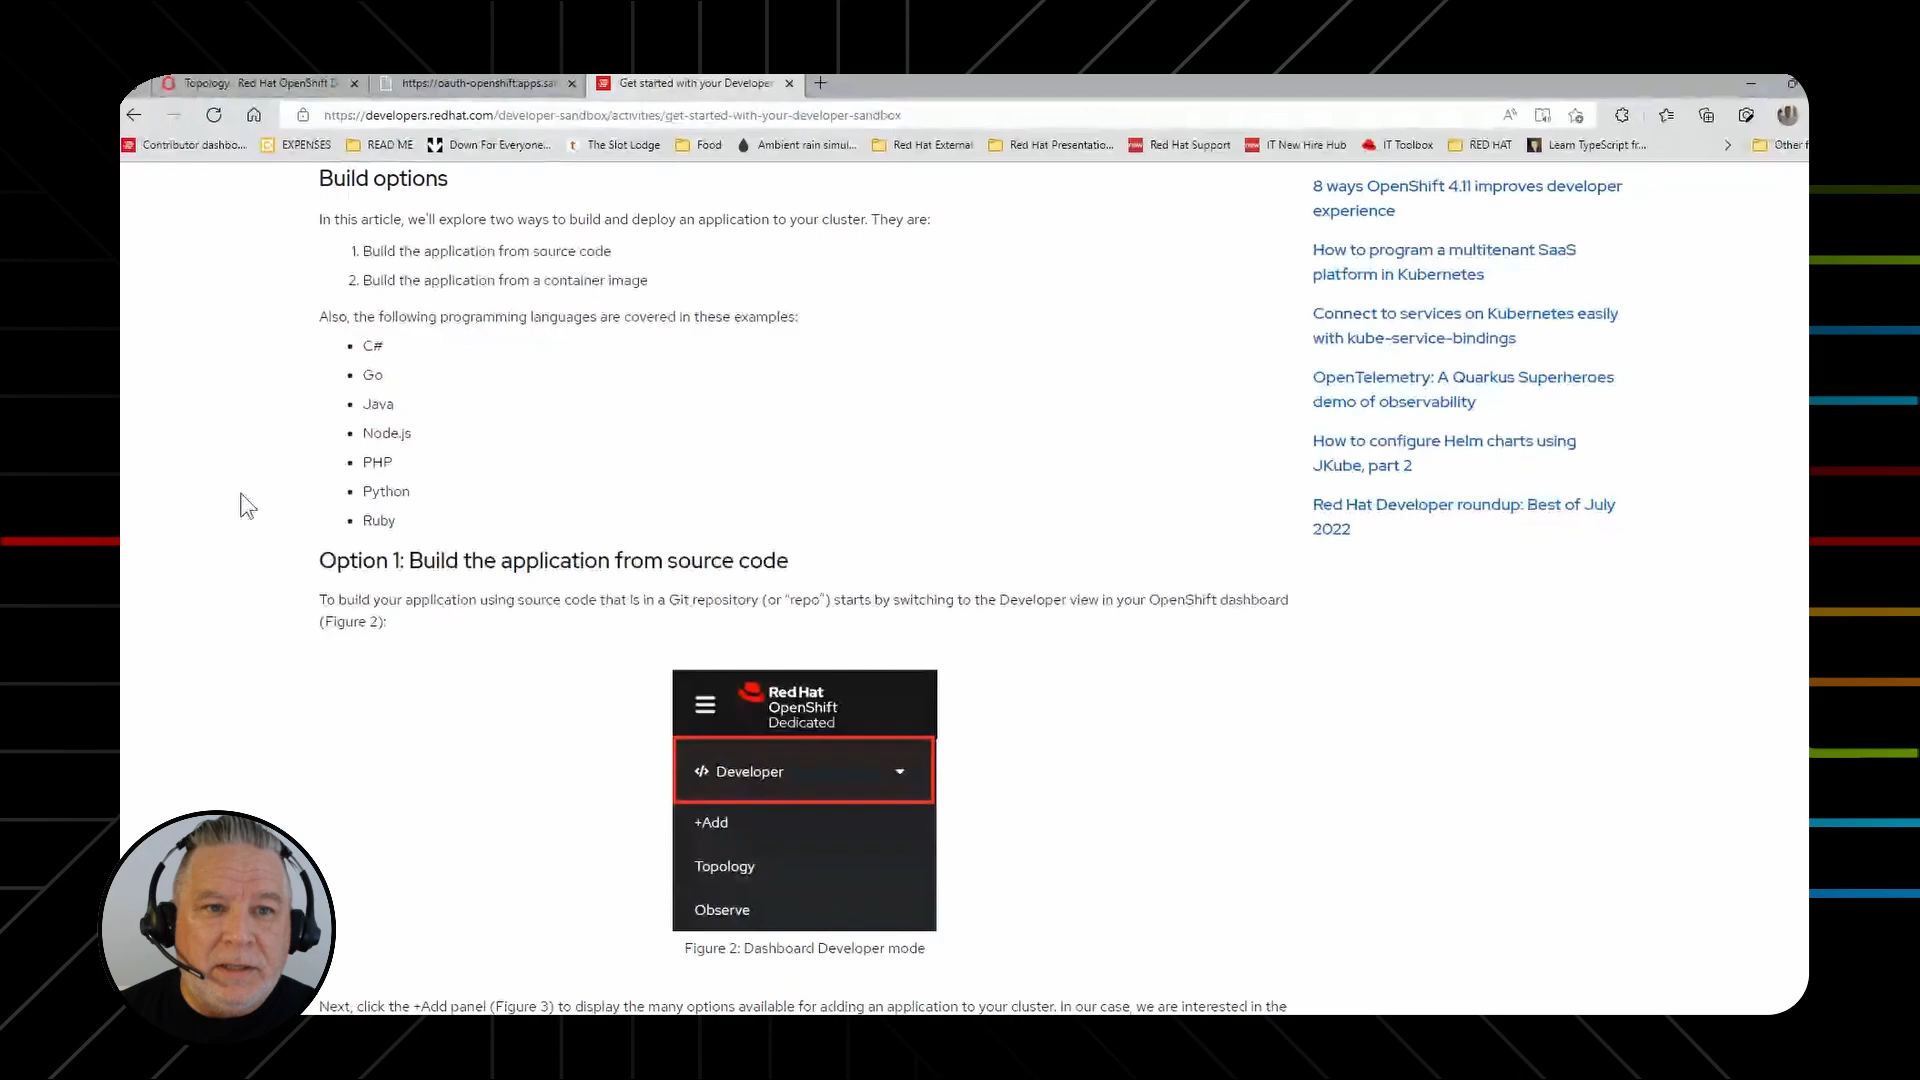 Topology · Red Hat OpenShift D
https://oauth-openshift.apps.sa
Get started with your Developer
https://developers.redhat.com/developer-sandbox/activities/get-started-with-your-developer-sandbox
Contributor dashbo...
EXPENSES
READ ME
Down For Everyone...
The Slot Lodge
Food
Ambient rain simul...
Red Hat External
Red Hat Presentatio...
Red Hat Support
IT New Hire Hub
IT Toolbox
RED HAT
Learn TypeScript fr...
Other f
Build options
In this article, we'll explore two ways to build and deploy an application to your cluster. They are:
1. Build the application from source code
2. Build the application from a container image
Also, the following programming languages are covered in these examples:
• C#
• Go
• Java
• Node.js
• PHP
• Python
• Ruby
Option 1: Build the application from source code
To build your application using source code that is in a Git repository (or “repo”) starts by switching to the Developer view in your OpenShift dashboard
(Figure 2):
Red Hat
OpenShift
Dedicated
</> Developer
+Add
Topology
Observe
Figure 2: Dashboard Developer mode
Next, click the +Add panel (Figure 3) to display the many options available for adding an application to your cluster. In our case, we are interested in the
8 ways OpenShift 4.11 improves developer
experience
How to program a multitenant SaaS
platform in Kubernetes
Connect to services on Kubernetes easily
with kube-service-bindings
OpenTelemetry: A Quarkus Superheroes
demo of observability
How to configure Helm charts using
JKube, part 2
Red Hat Developer roundup: Best of July
2022